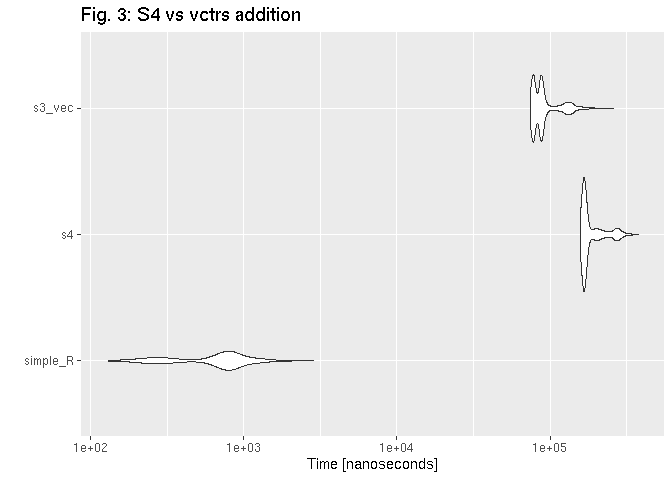 Fig. 3: S4 vs vctrs addition
s3_vec
s4
simple_R
1e+02 1e+03 1e+04 1e+05
Time [nanoseconds]